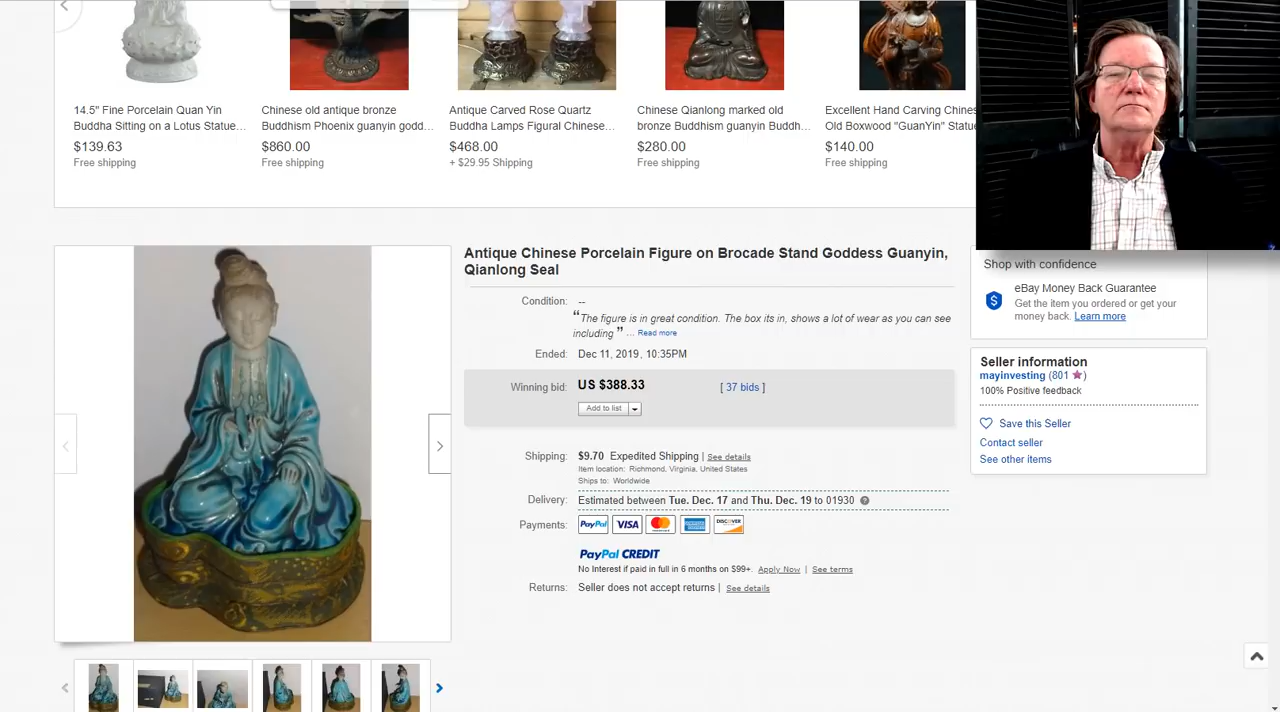 14.5" Fine Porcelain Quan Yin
Buddha Sitting on a Lotus Statue...
$139.63
Free shipping
Chinese old antique bronze
Buddhism Phoenix guanyin godd...
$860.00
Free shipping
Antique Carved Rose Quartz
Buddha Lamps Figural Chinese...
$468.00
+ $29.95 Shipping
Chinese Qianlong marked old
bronze Buddhism guanyin Buddh...
$280.00
Free shipping
Excellent Hand Carving Chines
Old Boxwood "GuanYin" Statue
$140.00
Free shipping
Antique Chinese Porcelain Figure on Brocade Stand Goddess Guanyin,
Qianlong Seal
Condition: --
“The figure is in great condition. The box its in, shows a lot of wear as you can see
including ” ... Read more
Ended: Dec 11, 2019, 10:35PM
Winning bid: US $388.33 [ 37 bids ]
Add to list
Shipping: $9.70 Expedited Shipping | See details
Item location: Richmond, Virginia, United States
Ships to: Worldwide
Delivery: Estimated between Tue. Dec. 17 and Thu. Dec. 19 to 01930
Payments: PayPal VISA mastercard AMERICAN EXPRESS DISCOVER
PayPal CREDIT
No Interest if paid in full in 6 months on $99+. Apply Now | See terms
Returns: Seller does not accept returns | See details
Shop with confidence
eBay Money Back Guarantee
Get the item you ordered or get your
money back. Learn more
Seller information
mayinvesting (801 )
100% Positive feedback
Save this Seller
Contact seller
See other items